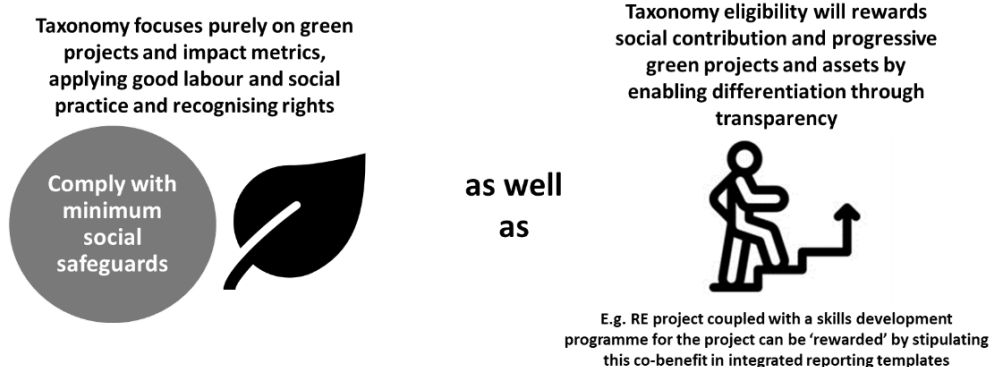 Taxonomy focuses purely on green
projects and impact metrics,
applying good labour and social
practice and recognising rights
Comply with
minimum
social
safeguards
as well
as
Taxonomy eligibility will rewards
social contribution and progressive
green projects and assets by
enabling differentiation through
transparency
E.g. RE project coupled with a skills development
programme for the project can be ‘rewarded’ by stipulating
this co-benefit in integrated reporting templates